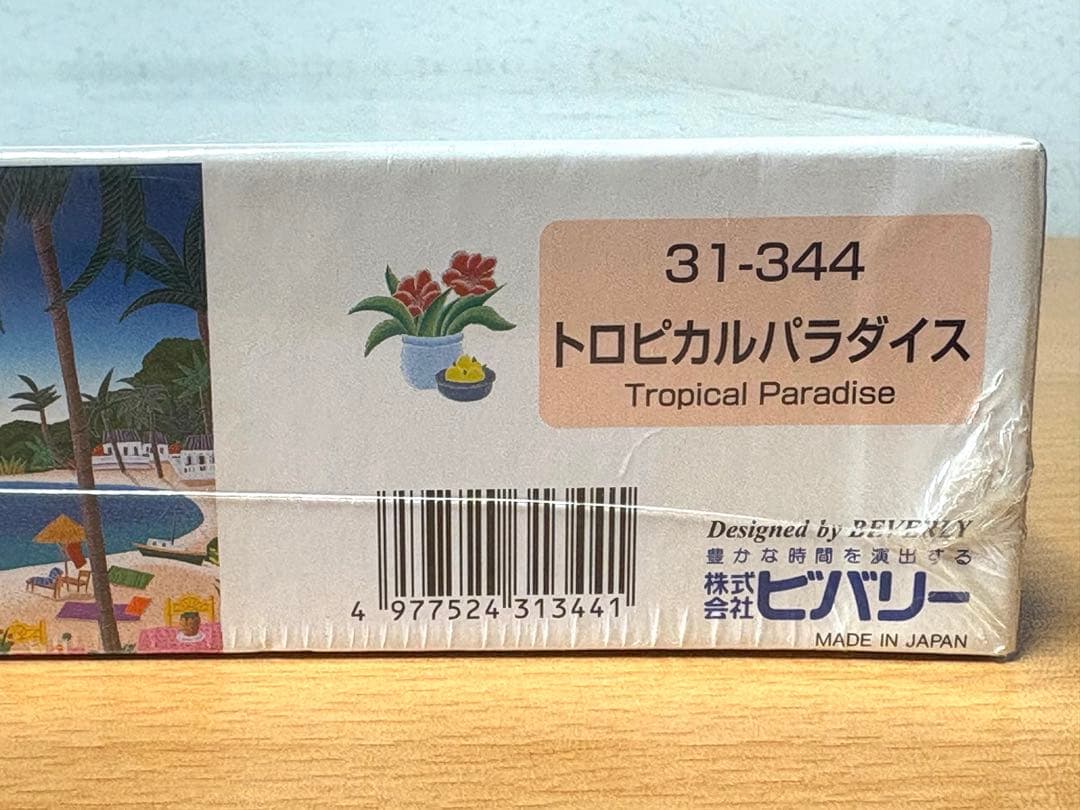 31-344
トロピカルパラダイス
Tropical Paradise
4 977524 313441
Designed by BEVERLY
豊かな時間を演出する
株式会社ビバリー
MADE IN JAPAN